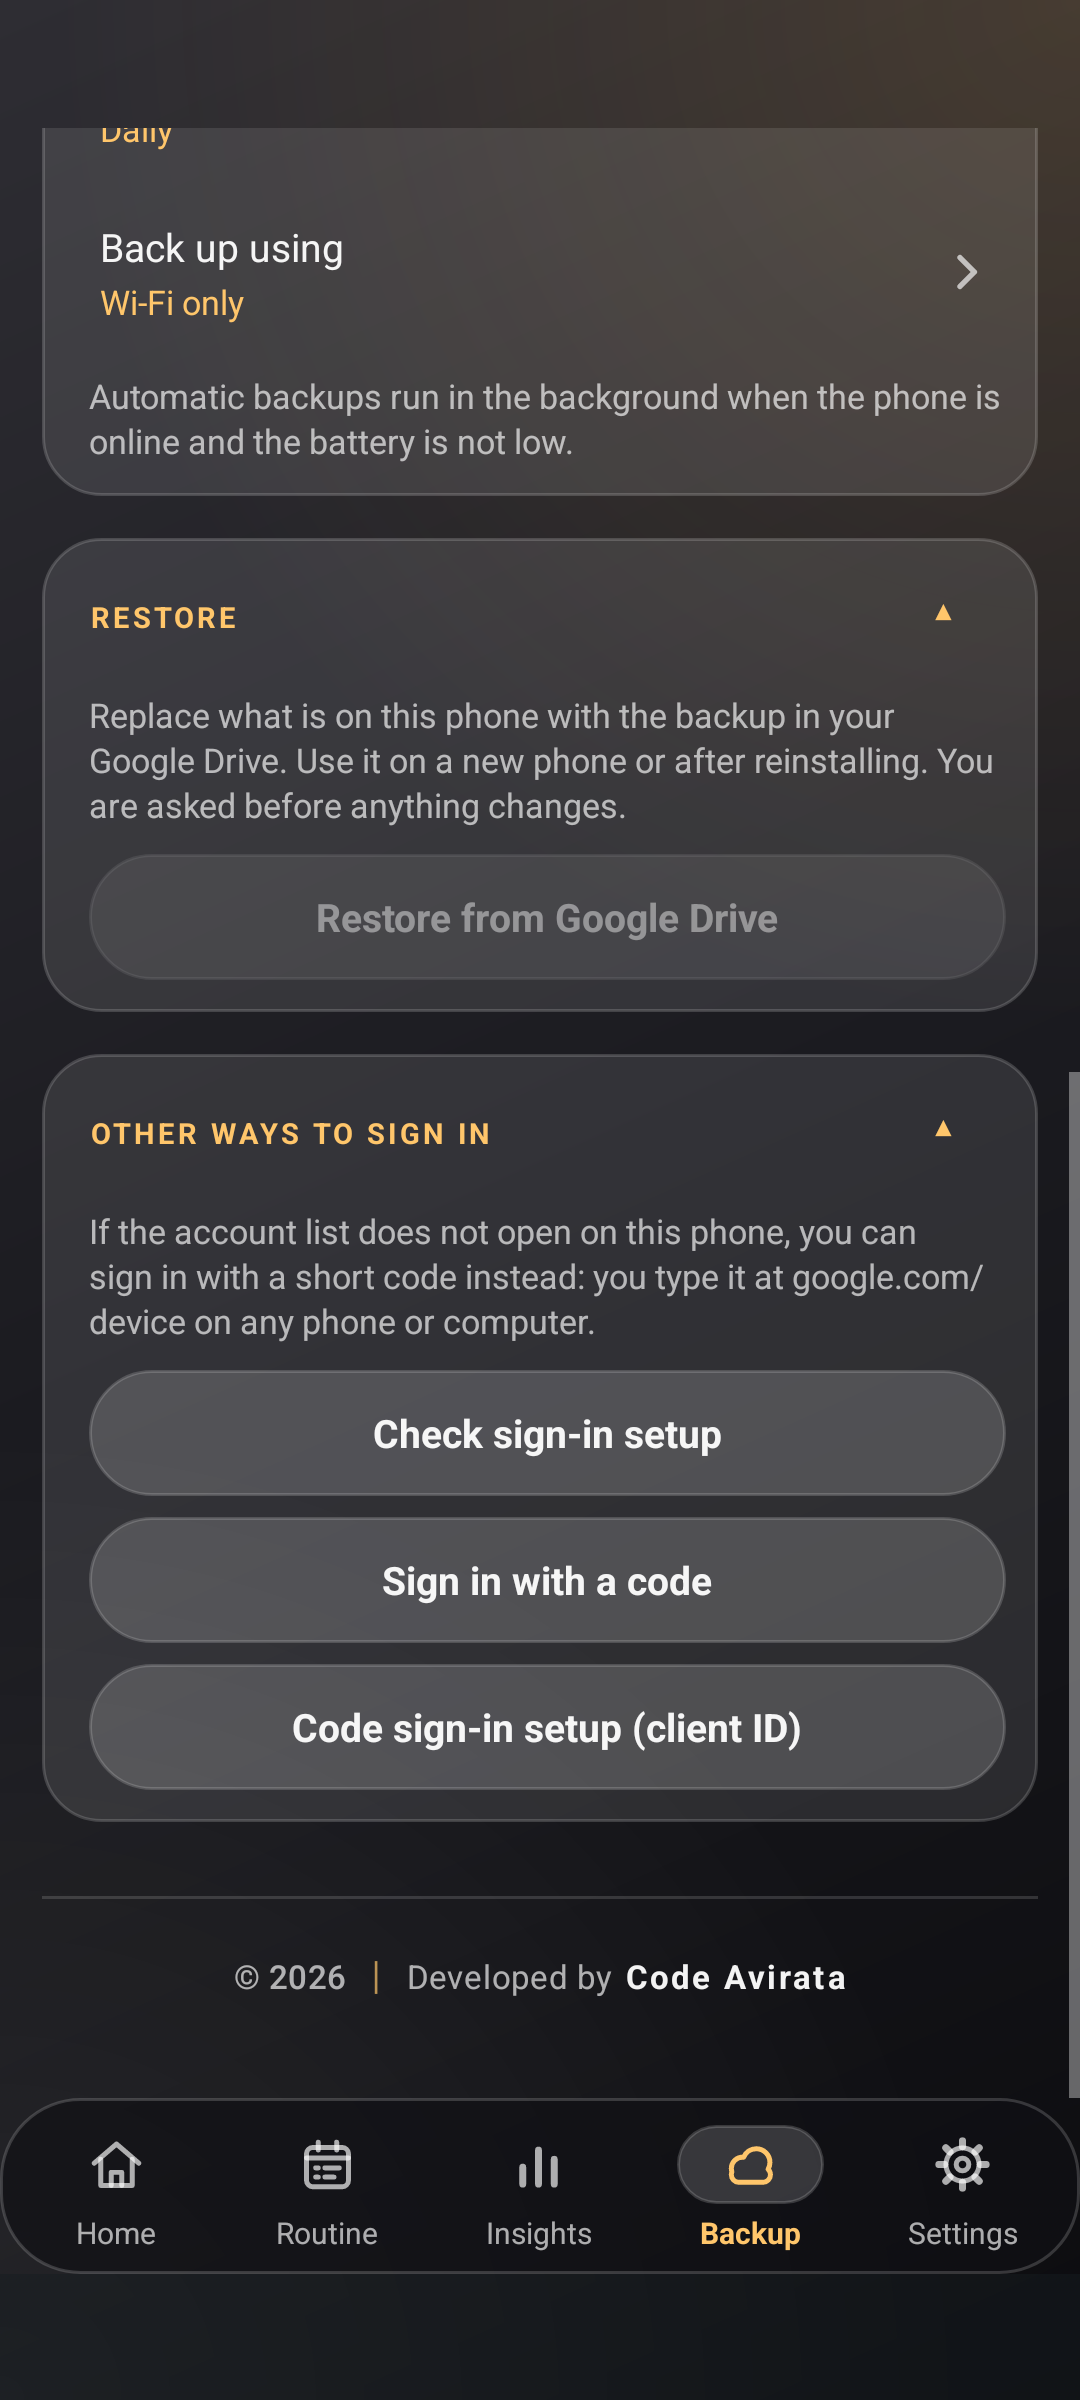 Daily
Back up using
Wi-Fi only
Automatic backups run in the background when the phone is
online and the battery is not low.
RESTORE ▲
Replace what is on this phone with the backup in your
Google Drive. Use it on a new phone or after reinstalling. You
are asked before anything changes.
Restore from Google Drive
OTHER WAYS TO SIGN IN ▲
If the account list does not open on this phone, you can
sign in with a short code instead: you type it at google.com/
device on any phone or computer.
Check sign-in setup
Sign in with a code
Code sign-in setup (client ID)
© 2026 | Developed by Code Avirata
Home Routine Insights Backup Settings